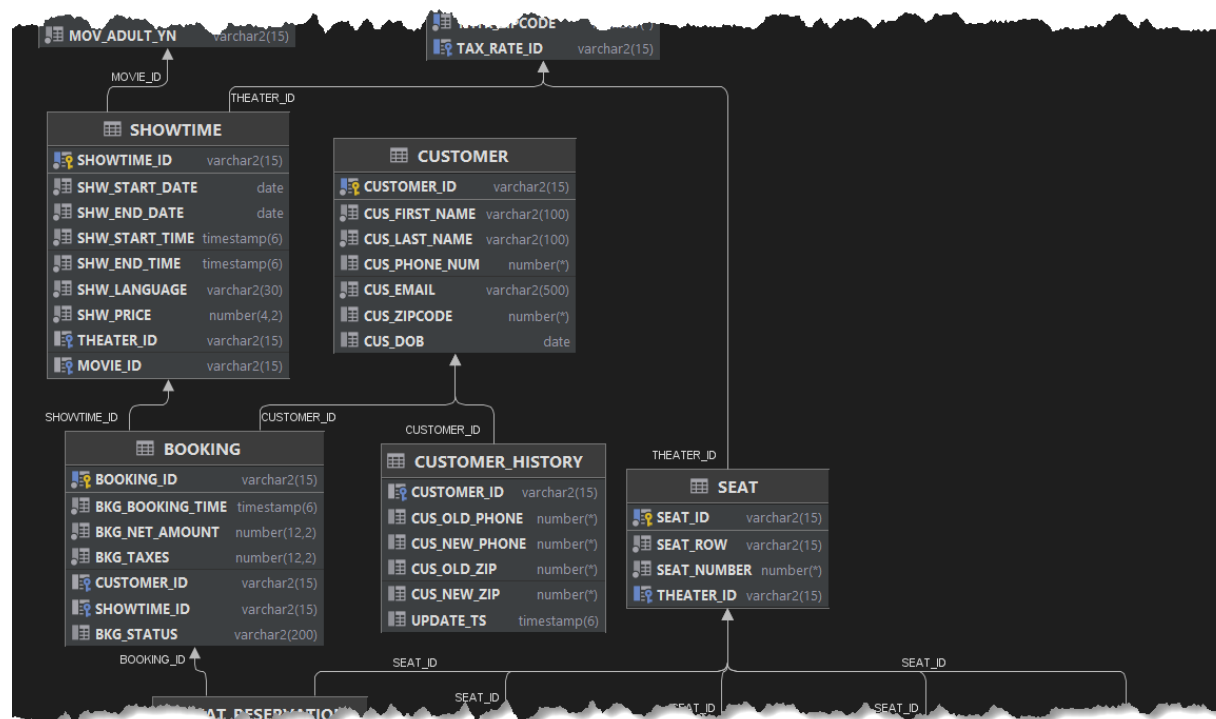 MOV_ADULT_YN varchar2(15)
TAX_RATE_ID varchar2(15)
MOVIE_ID
THEATER_ID
SHOWTIME
SHOWTIME_ID varchar2(15)
SHW_START_DATE date
SHW_END_DATE date
SHW_START_TIME timestamp(6)
SHW_END_TIME timestamp(6)
SHW_LANGUAGE varchar2(30)
SHW_PRICE number(4,2)
THEATER_ID varchar2(15)
MOVIE_ID varchar2(15)
CUSTOMER
CUSTOMER_ID varchar2(15)
CUS_FIRST_NAME varchar2(100)
CUS_LAST_NAME varchar2(100)
CUS_PHONE_NUM number(*)
CUS_EMAIL varchar2(500)
CUS_ZIPCODE number(*)
CUS_DOB date
SHOWTIME_ID
CUSTOMER_ID
CUSTOMER_ID
THEATER_ID
BOOKING
BOOKING_ID varchar2(15)
BKG_BOOKING_TIME timestamp(6)
BKG_NET_AMOUNT number(12,2)
BKG_TAXES number(12,2)
CUSTOMER_ID varchar2(15)
SHOWTIME_ID varchar2(15)
BKG_STATUS varchar2(200)
CUSTOMER_HISTORY
CUSTOMER_ID varchar2(15)
CUS_OLD_PHONE number(*)
CUS_NEW_PHONE number(*)
CUS_OLD_ZIP number(*)
CUS_NEW_ZIP number(*)
UPDATE_TS timestamp(6)
SEAT
SEAT_ID varchar2(15)
SEAT_ROW varchar2(15)
SEAT_NUMBER number(*)
THEATER_ID varchar2(15)
BOOKING_ID
SEAT_ID
SEAT_ID
SEAT_ID
SEAT_ID
SEAT_ID